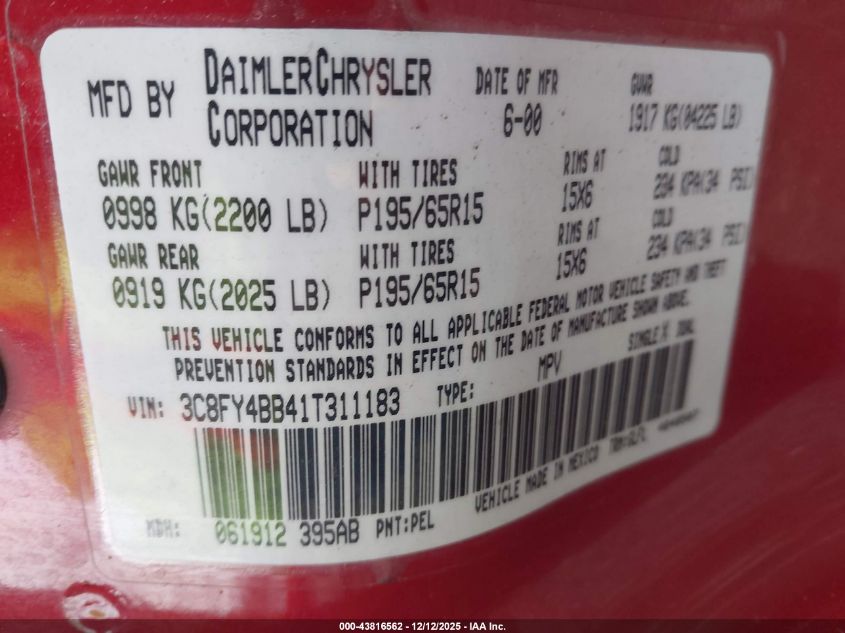 MFD BY DAIMLERCHRYSLER CORPORATION
DATE OF MFR 6-00
GVWR 1917 KG(04225 LB)
GAWR FRONT WITH TIRES RIMS AT COLD
0998 KG(2200 LB) P195/65R15 15X6 234 KPA(34 PSI)
GAWR REAR WITH TIRES RIMS AT COLD
0919 KG(2025 LB) P195/65R15 15X6 234 KPA(34 PSI)
THIS VEHICLE CONFORMS TO ALL APPLICABLE FEDERAL MOTOR VEHICLE SAFETY AND THEFT
PREVENTION STANDARDS IN EFFECT ON THE DATE OF MANUFACTURE SHOWN ABOVE.
VIN: 3C8FY4BB41T311183 TYPE: MPV SINGLE X DUAL
VEHICLE MADE IN MEXICO
MDH: 061912 395AB PNT:PEL
000-43816562 - 12/12/2025 - IAA Inc.